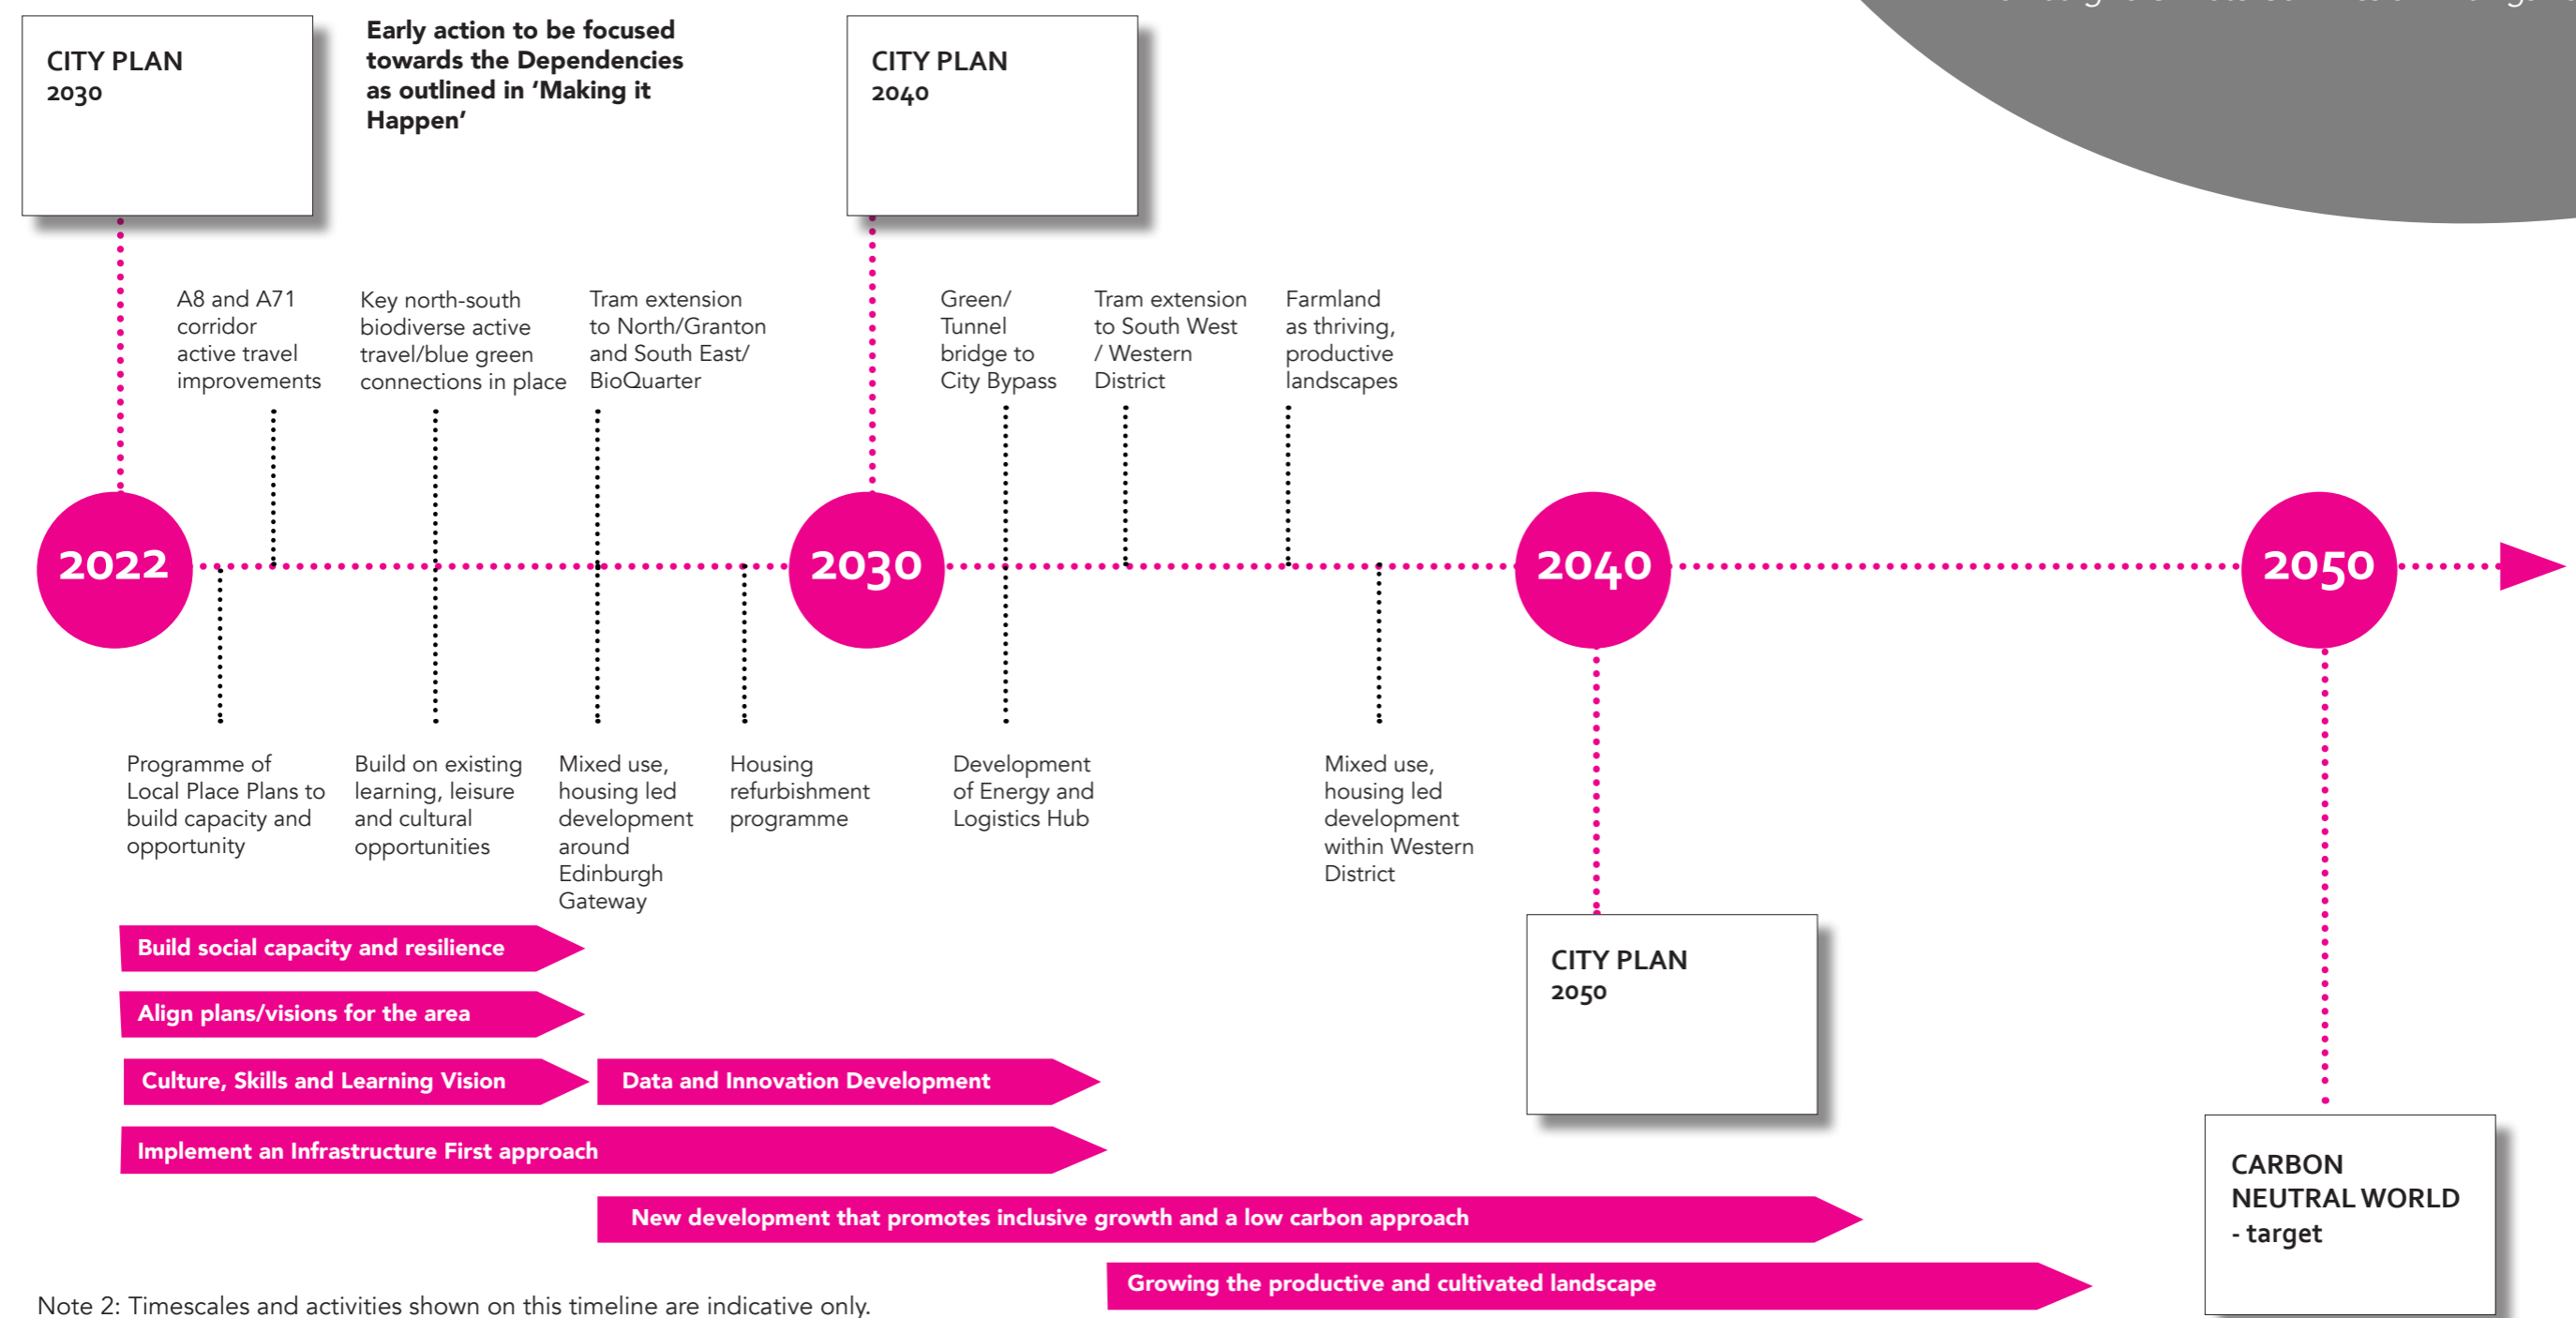 CITY PLAN
2030
Early action to be focused
towards the Dependencies
as outlined in ‘Making it
Happen’
CITY PLAN
2040
A8 and A71
corridor
active travel
improvements
Key north-south
biodiverse active
travel/blue green
connections in place
Tram extension
to North/Granton
and South East/
BioQuarter
Green/
Tunnel
bridge to
City Bypass
Tram extension
to South West
/ Western
District
Farmland
as thriving,
productive
landscapes
2022
2030
2040
2050
Programme of
Local Place Plans to
build capacity and
opportunity
Build on existing
learning, leisure
and cultural
opportunities
Mixed use,
housing led
development
around
Edinburgh
Gateway
Housing
refurbishment
programme
Development
of Energy and
Logistics Hub
Mixed use,
housing led
development
within Western
District
Build social capacity and resilience
Align plans/visions for the area
Culture, Skills and Learning Vision
Data and Innovation Development
Implement an Infrastructure First approach
New development that promotes inclusive growth and a low carbon approach
Growing the productive and cultivated landscape
CITY PLAN
2050
CARBON
NEUTRAL WORLD
- target
Note 2: Timescales and activities shown on this timeline are indicative only.